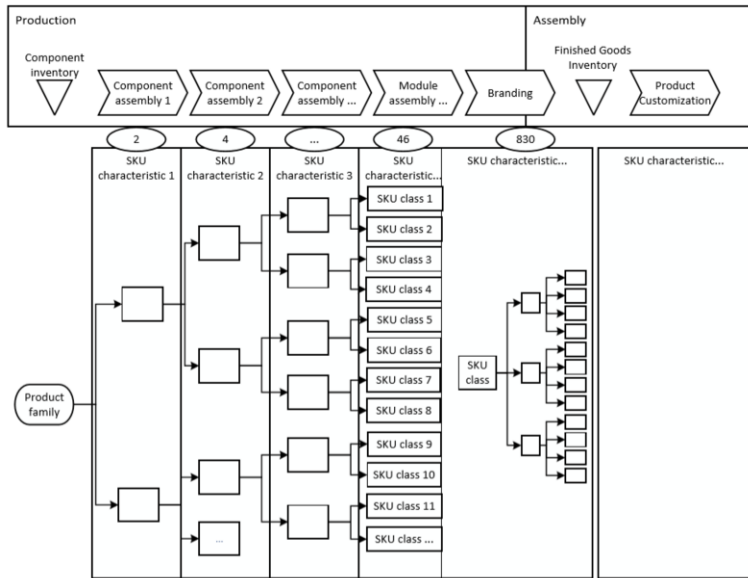 Production
Assembly
Component
inventory
Component
assembly 1
Component
assembly 2
Component
assembly ...
Module
assembly ...
Branding
Finished Goods
Inventory
Product
Customization
2
4
...
46
830
SKU
characteristic 1
SKU
characteristic 2
SKU
characteristic 3
SKU
characteristic...
SKU characteristic...
SKU characteristic...
SKU class 1
SKU class 2
SKU class 3
SKU class 4
SKU class 5
SKU class 6
SKU class 7
SKU class 8
SKU class 9
SKU class 10
SKU class 11
SKU class ...
Product
family
...
SKU
class